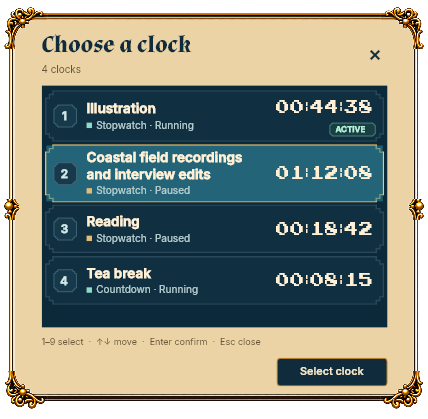 Choose a clock
4 clocks
×
1
Illustration
Stopwatch · Running
00:44:38
ACTIVE
2
Coastal field recordings
and interview edits
Stopwatch · Paused
01:12:08
3
Reading
Stopwatch · Paused
00:18:42
4
Tea break
Countdown · Running
00:08:15
1–9 select · ↑↓ move · Enter confirm · Esc close
Select clock